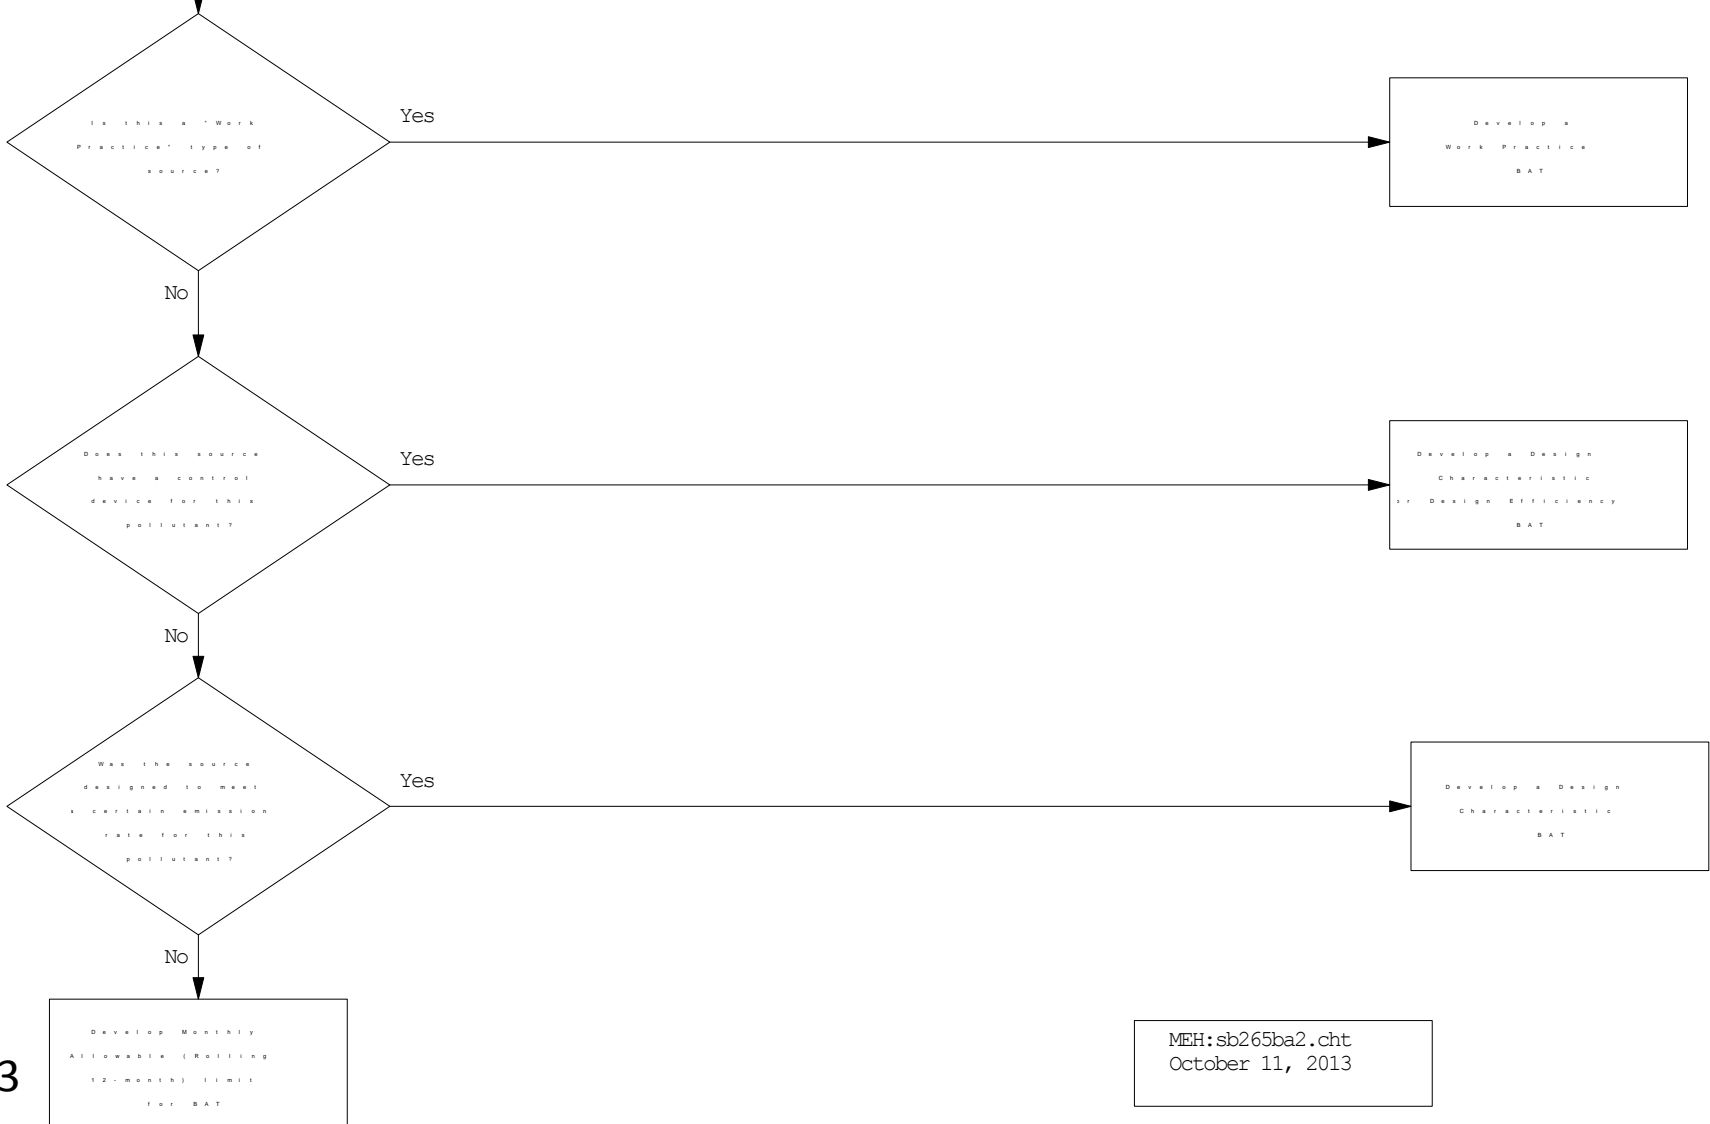 Is this a "Work
Practice" type of
source?
Yes
Develop a
Work Practice
BAT
No
Does this source
have a control
device for this
pollutant?
Yes
Develop a Design
Characteristic
or Design Efficiency
BAT
No
Was the source
designed to meet
a certain emission
rate for this
pollutant?
Yes
Develop a Design
Characteristic
BAT
No
Develop Monthly
Allowable (Rolling
12-month) limit
for BAT
MEH:sb265ba2.cht
October 11, 2013
3